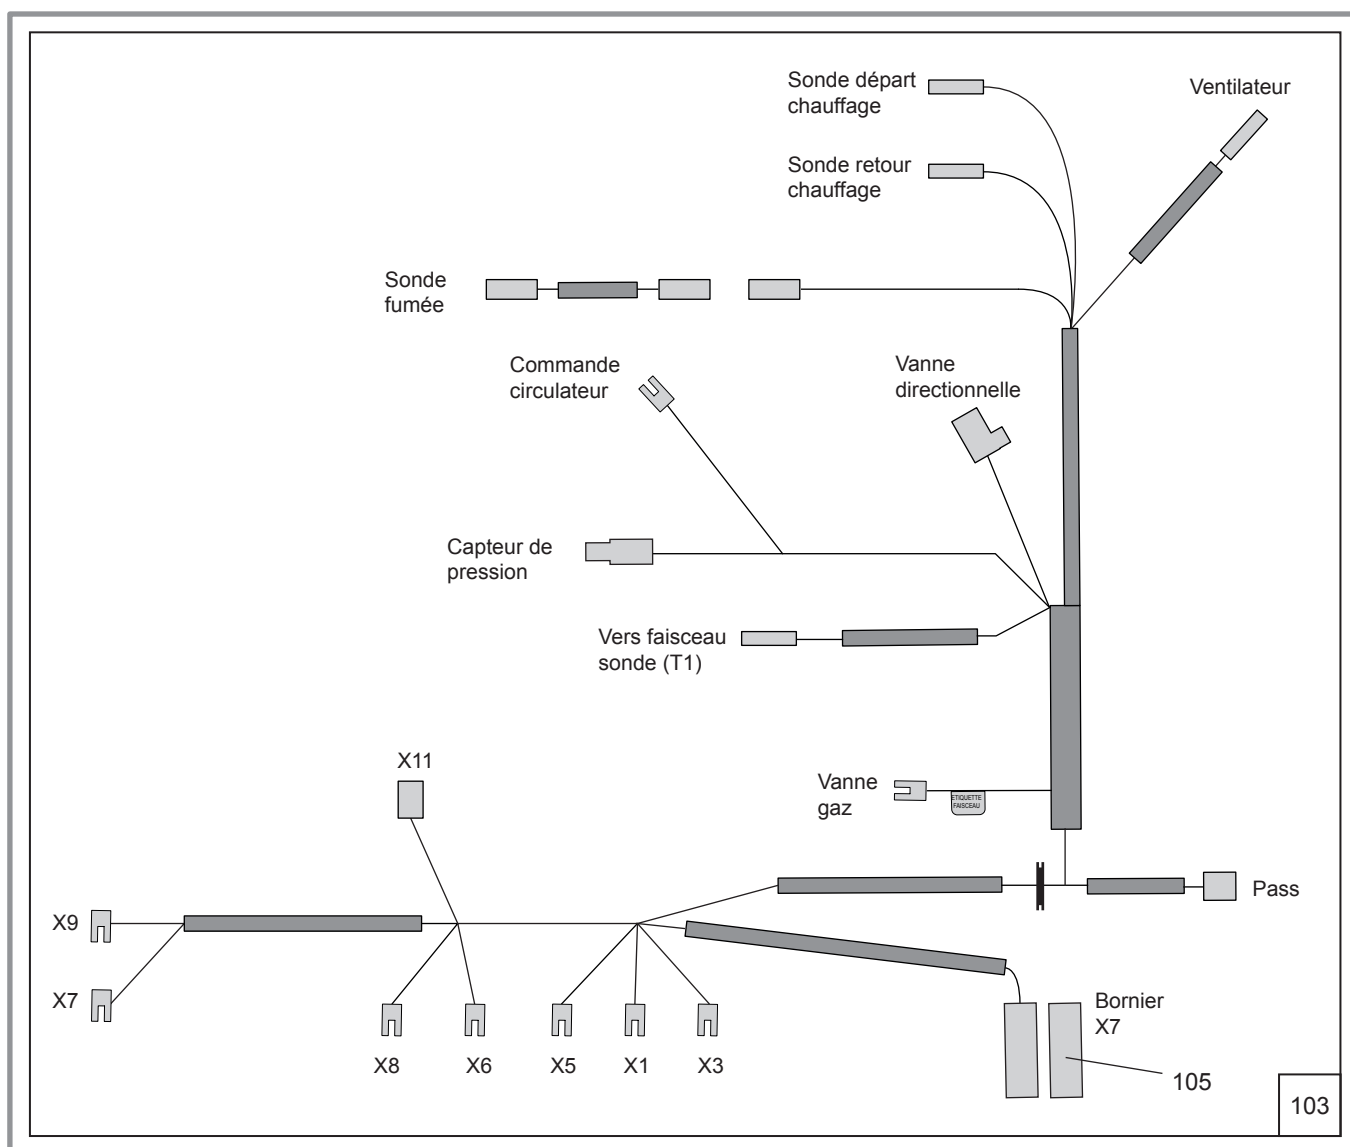 Sonde départ
chauffage
Ventilateur
Sonde retour
chauffage
Sonde
fumée
Commande
circulateur
Vanne
directionnelle
Capteur de
pression
Vers faisceau
sonde (T1)
X11
Vanne
gaz
ETIQUETTE
FAISCEAU
Pass
X9
X7
Bornier
X7
X8
X6
X5
X1
X3
105
103